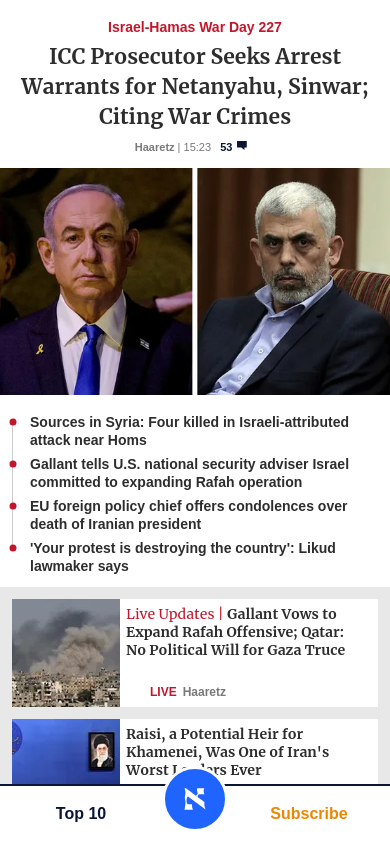 Israel-Hamas War Day 227
ICC Prosecutor Seeks Arrest
Warrants for Netanyahu, Sinwar;
Citing War Crimes
Haaretz | 15:23 53
Sources in Syria: Four killed in Israeli-attributed
attack near Homs
Gallant tells U.S. national security adviser Israel
committed to expanding Rafah operation
EU foreign policy chief offers condolences over
death of Iranian president
'Your protest is destroying the country': Likud
lawmaker says
Live Updates | Gallant Vows to
Expand Rafah Offensive; Qatar:
No Political Will for Gaza Truce
LIVE Haaretz
Raisi, a Potential Heir for
Khamenei, Was One of Iran's
Worst Ever
Top 10
א
Subscribe